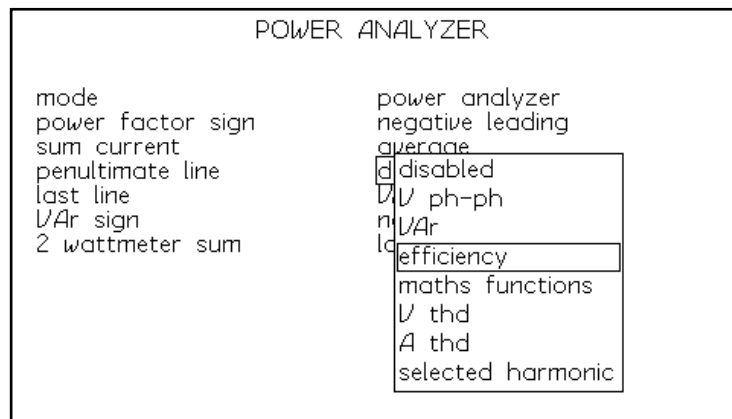 POWER ANALYZER
mode power analyzer
power factor sign negative leading
sum current average
penultimate line
last line
VAr sign
2 wattmeter sum
disabled
V ph-ph
VAr
efficiency
maths functions
V thd
A thd
selected harmonic